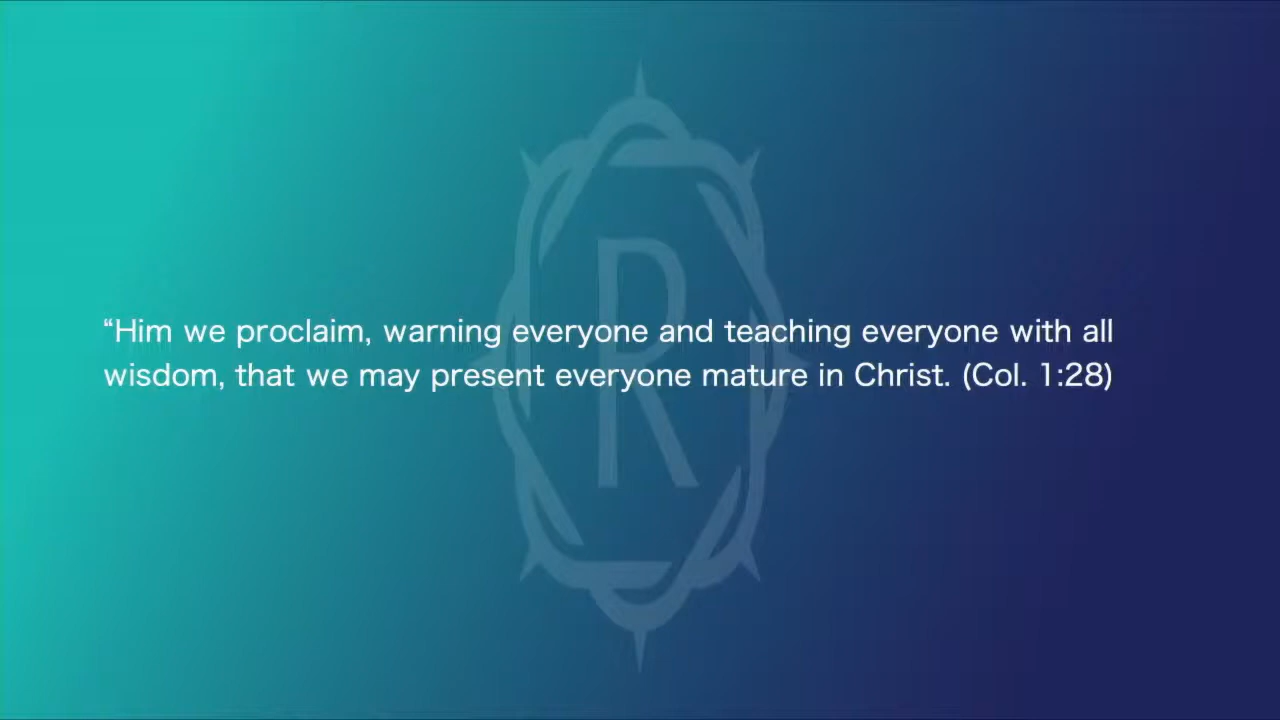 R
“Him we proclaim, warning everyone and teaching everyone with all
wisdom, that we may present everyone mature in Christ. (Col. 1:28)